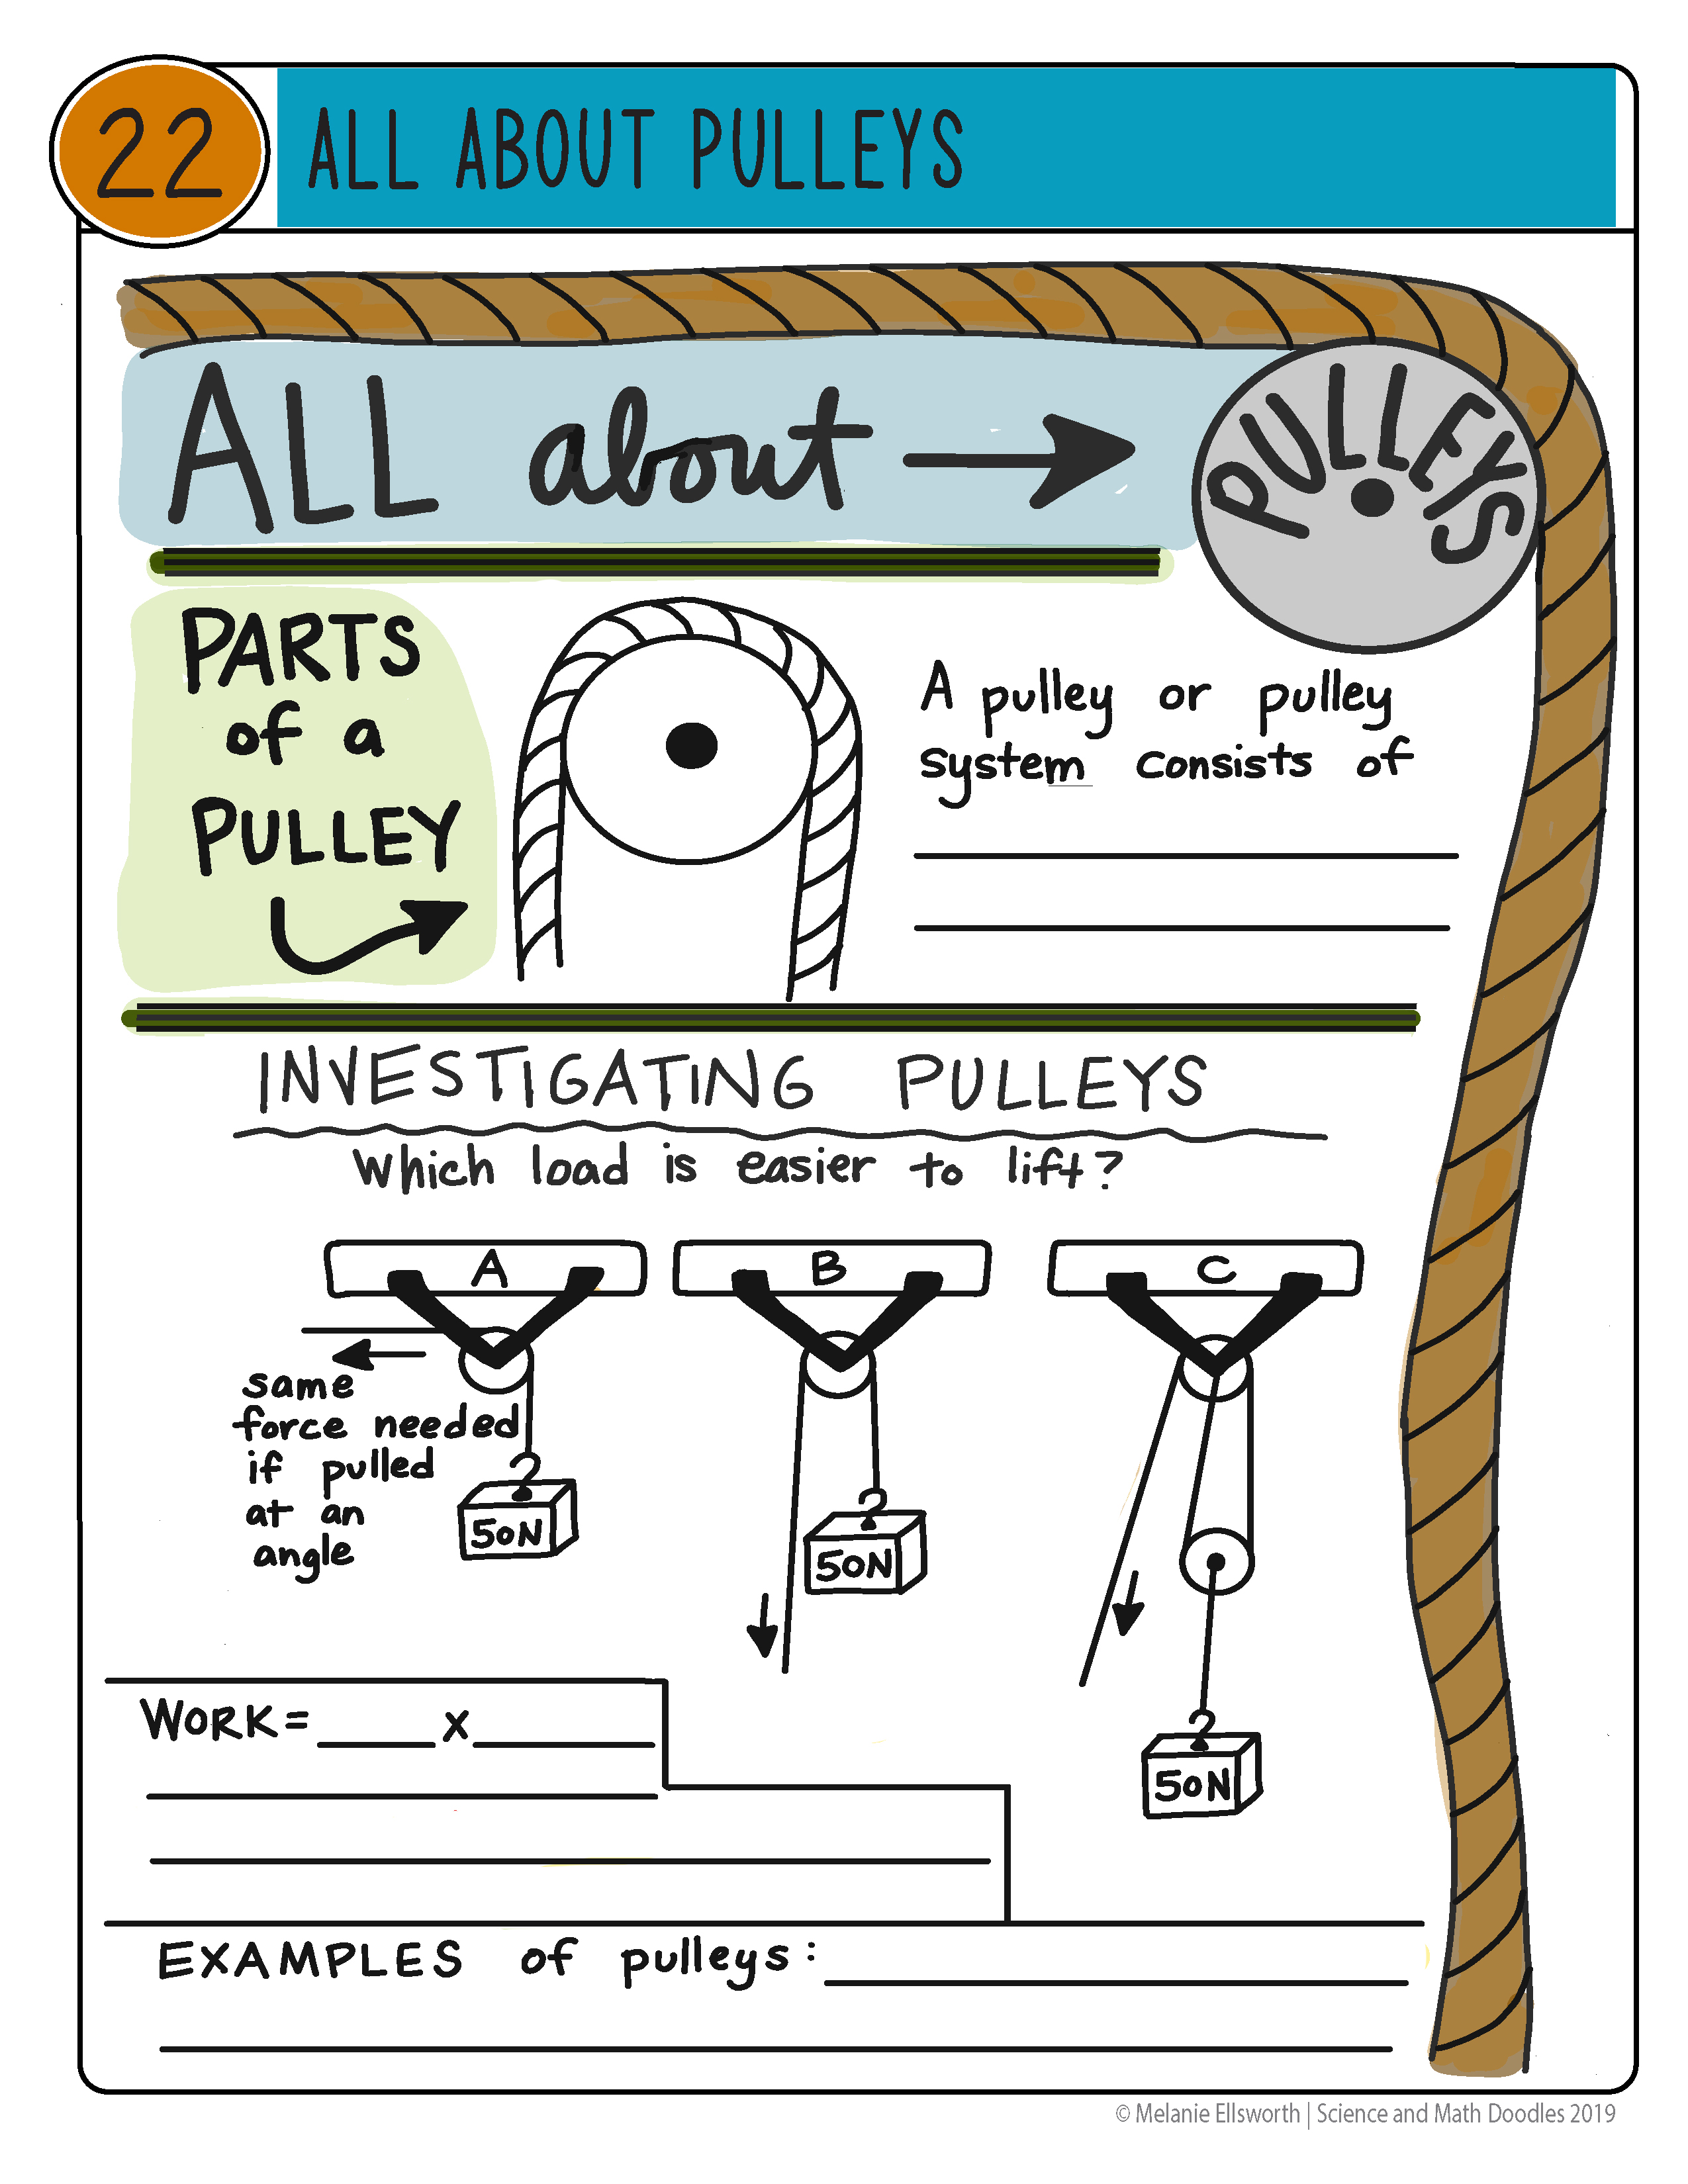 22
ALL ABOUT PULLEYS
ALL about
PULLEYS
PARTS
of a
PULLEY
A pulley or pulley
system consists of
INVESTIGATING PULLEYS
Which load is easier to lift?
A
B
C
same
force needed
if pulled
at an
angle
50N
50N
50N
WORK = ____ x ____
EXAMPLES of pulleys:
© Melanie Ellsworth | Science and Math Doodles 2019